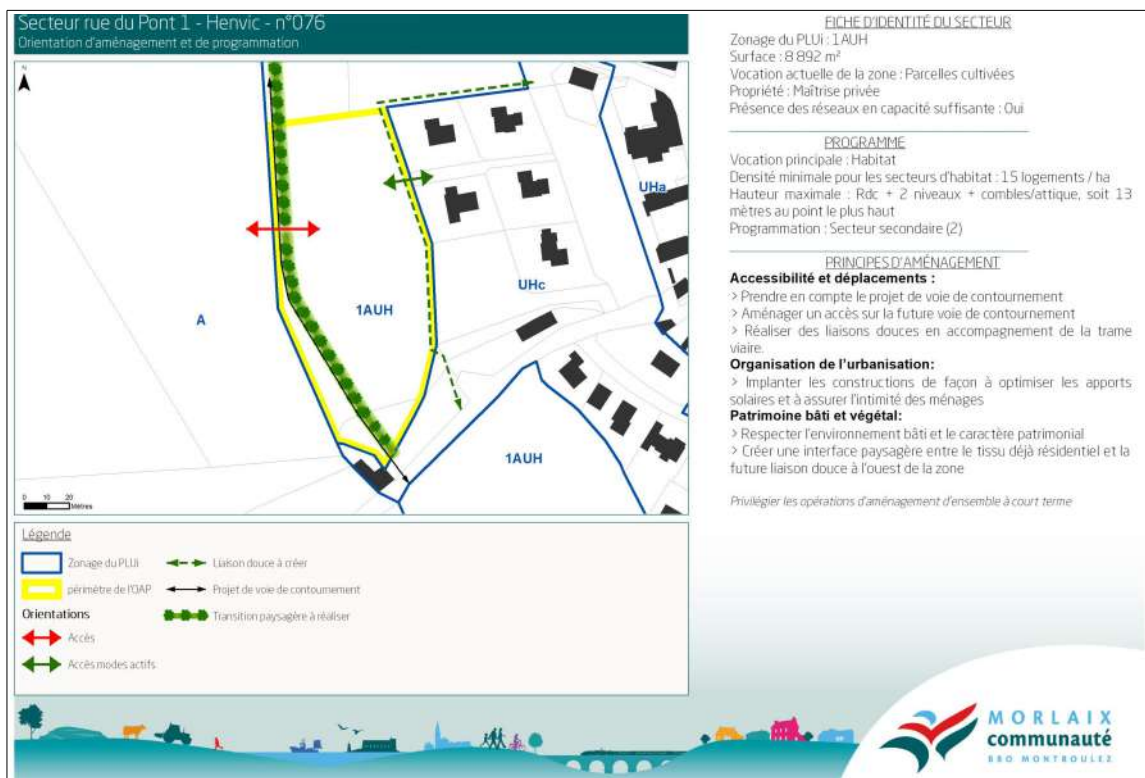 Secteur rue du Pont 1 - Henvic - n°076
Orientation d'aménagement et de programmation
N
UHa
UHc
1AUH
A
1AUH
0 10 20
Mètres
Légende
Zonage du PLUi
périmètre de l'OAP
Orientations
Accès
Accès modes actifs
Liaison douce à créer
Projet de voie de contournement
Transition paysagère à réaliser
FICHE D'IDENTITÉ DU SECTEUR
Zonage du PLUi : 1AUH
Surface : 8 892 m²
Vocation actuelle de la zone : Parcelles cultivées
Propriété : Maîtrise privée
Présence des réseaux en capacité suffisante : Oui
PROGRAMME
Vocation principale : Habitat
Densité minimale pour les secteurs d'habitat : 15 logements / ha
Hauteur maximale : Rdc + 2 niveaux + combles/attique, soit 13
mètres au point le plus haut
Programmation : Secteur secondaire (2)
PRINCIPES D'AMÉNAGEMENT
Accessibilité et déplacements :
> Prendre en compte le projet de voie de contournement
> Aménager un accès sur la future voie de contournement
> Réaliser des liaisons douces en accompagnement de la trame
viaire.
Organisation de l'urbanisation:
> Implanter les constructions de façon à optimiser les apports
solaires et à assurer l'intimité des ménages
Patrimoine bâti et végétal:
> Respecter l'environnement bâti et le caractère patrimonial
> Créer une interface paysagère entre le tissu déjà résidentiel et la
future liaison douce à l'ouest de la zone
Privilégier les opérations d'aménagement d'ensemble à court terme
MORLAIX
communauté
BRO MONTROULEZ